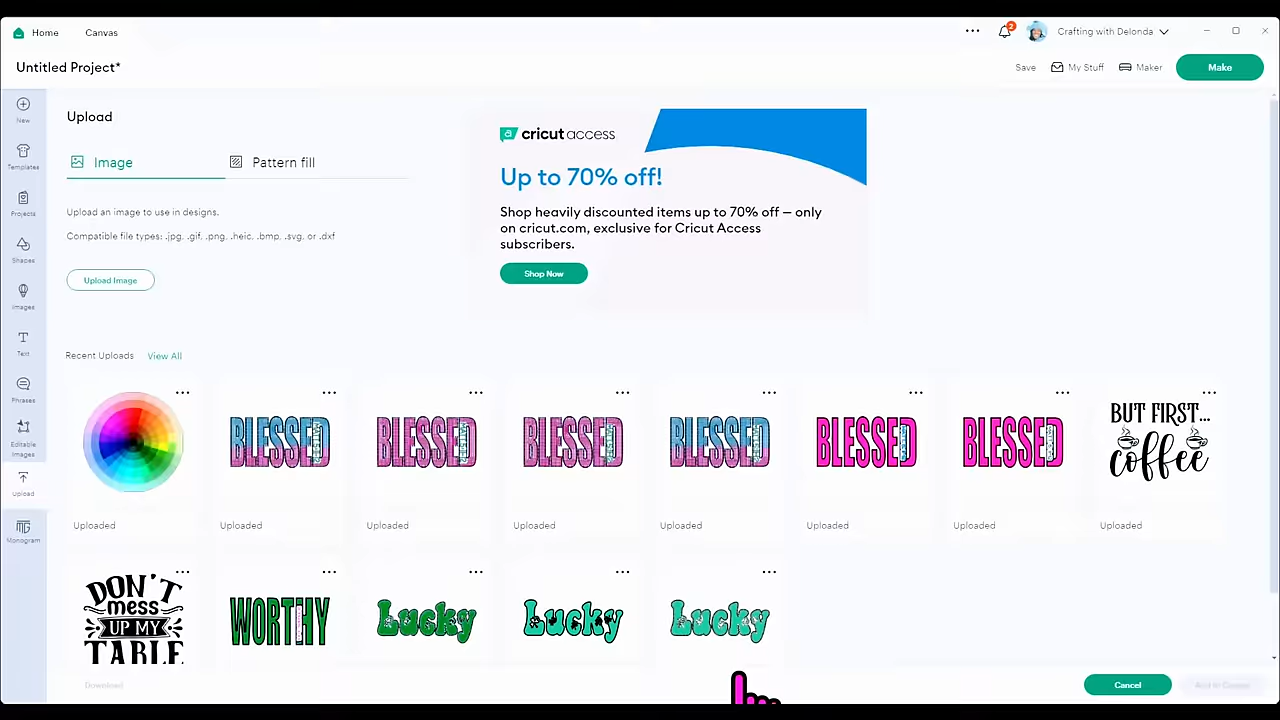 Home
Canvas
2
Crafting with Delonda
Untitled Project*
Save
My Stuff
Maker
Make
New
Templates
Projects
Shapes
Images
Text
Phrases
Editable
Images
Upload
Monogram
Upload
Image
Pattern fill
Upload an image to use in designs.
Compatible file types: .jpg, .gif, .png, .heic, .bmp, .svg, or .dxf
Upload Image
a cricut access
Up to 70% off!
Shop heavily discounted items up to 70% off — only
on cricut.com, exclusive for Cricut Access
subscribers.
Shop Now
Recent Uploads
View All
BLESSED
BLESSED
BLESSED
BLESSED
BLESSED
BLESSED
BUT FIRST...
coffee
Uploaded
Uploaded
Uploaded
Uploaded
Uploaded
Uploaded
Uploaded
Uploaded
DON'T
mess
UP MY
TABLE
WORTHY
Lucky
Lucky
Lucky
Download
Cancel
Add to Canvas